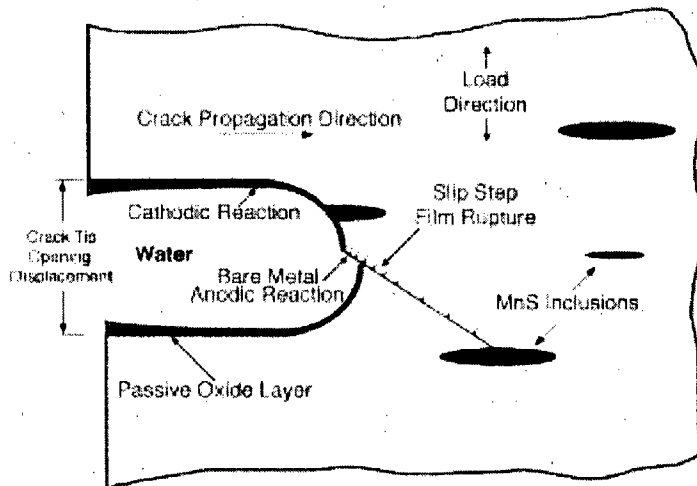 Load
Direction
Crack Propagation Direction
Cathodic Reaction
Slip Step
Film Rupture
Crack Tip
Opening
Displacement
Water
Bare Metal
Anodic Reaction
MnS Inclusions
Passive Oxide Layer